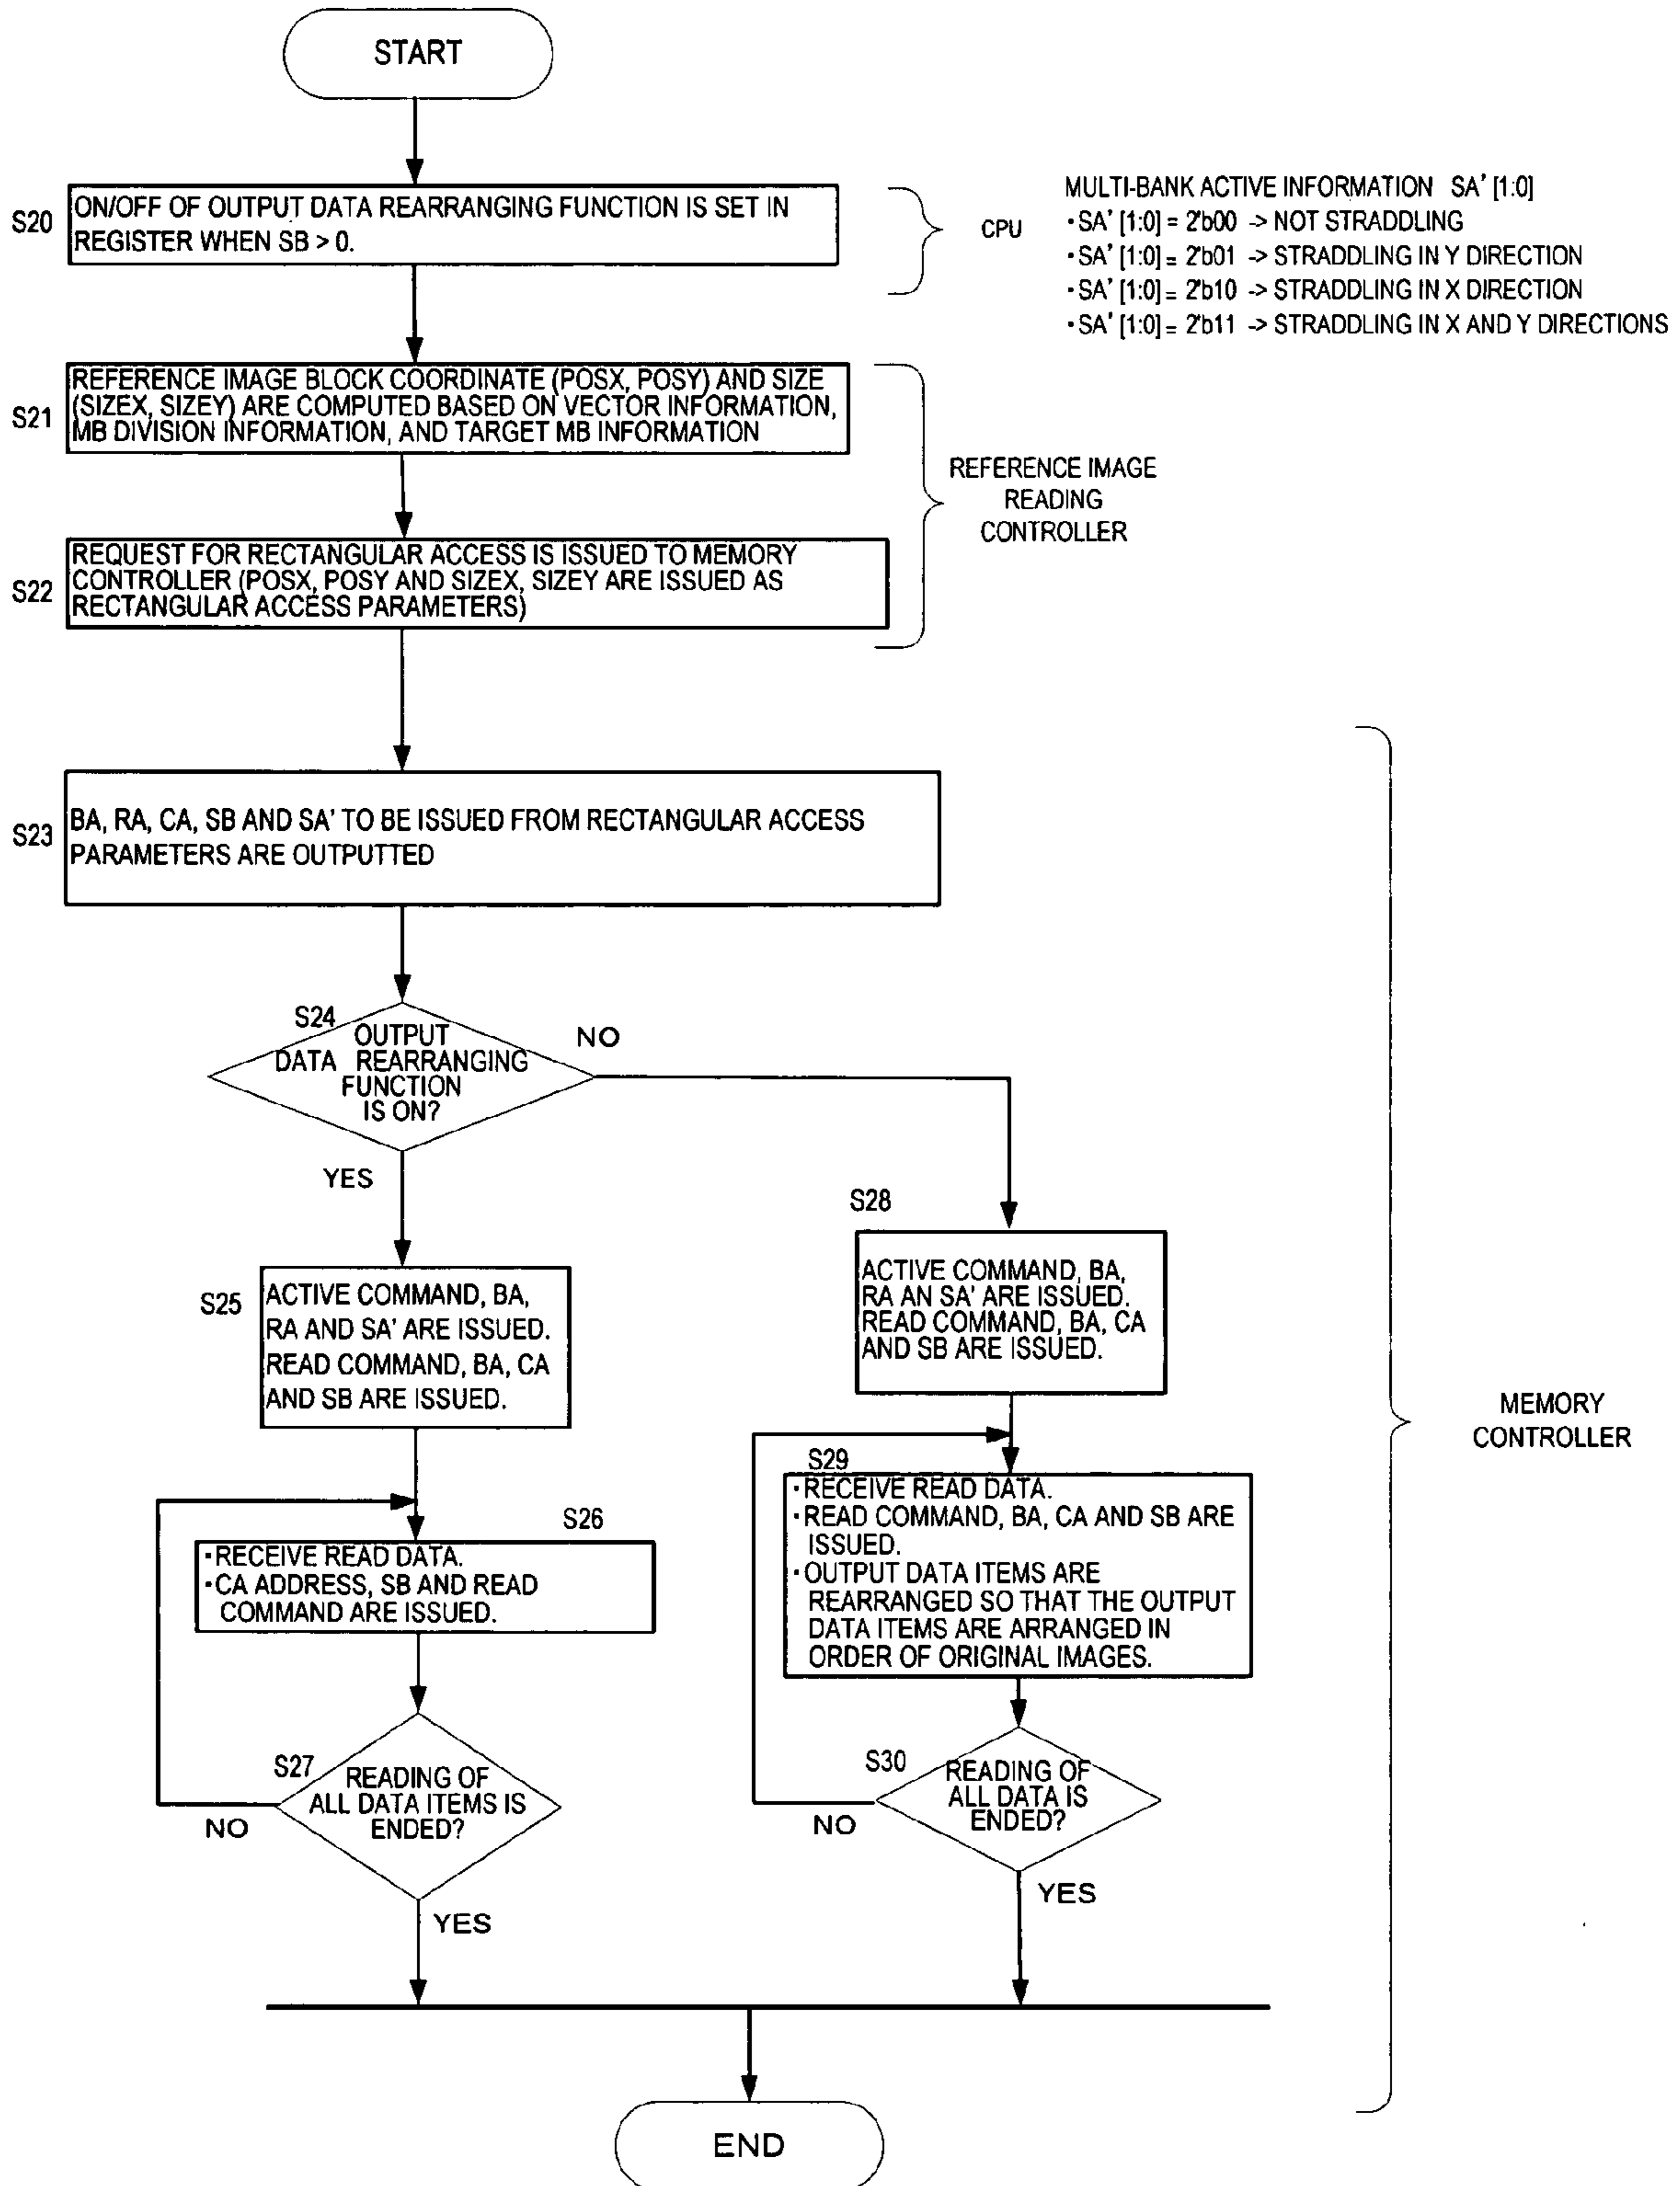 START
S20
ON/OFF OF OUTPUT DATA REARRANGING FUNCTION IS SET IN
REGISTER WHEN SB > 0.
CPU
MULTI-BANK ACTIVE INFORMATION SA' [1:0]
・SA' [1:0] = 2'b00 -> NOT STRADDLING
・SA' [1:0] = 2'b01 -> STRADDLING IN Y DIRECTION
・SA' [1:0] = 2'b10 -> STRADDLING IN X DIRECTION
・SA' [1:0] = 2'b11 -> STRADDLING IN X AND Y DIRECTIONS
S21
REFERENCE IMAGE BLOCK COORDINATE (POSX, POSY) AND SIZE
(SIZEX, SIZEY) ARE COMPUTED BASED ON VECTOR INFORMATION,
MB DIVISION INFORMATION, AND TARGET MB INFORMATION
REFERENCE IMAGE
READING
CONTROLLER
S22
REQUEST FOR RECTANGULAR ACCESS IS ISSUED TO MEMORY
CONTROLLER (POSX, POSY AND SIZEX, SIZEY ARE ISSUED AS
RECTANGULAR ACCESS PARAMETERS)
S23
BA, RA, CA, SB AND SA' TO BE ISSUED FROM RECTANGULAR ACCESS
PARAMETERS ARE OUTPUTTED
S24
OUTPUT
DATA REARRANGING
FUNCTION
IS ON?
NO
YES
S25
ACTIVE COMMAND, BA,
RA AND SA' ARE ISSUED.
READ COMMAND, BA, CA
AND SB ARE ISSUED.
S28
ACTIVE COMMAND, BA,
RA AN SA' ARE ISSUED.
READ COMMAND, BA, CA
AND SB ARE ISSUED.
MEMORY
CONTROLLER
S26
・RECEIVE READ DATA.
・CA ADDRESS, SB AND READ
COMMAND ARE ISSUED.
S29
・RECEIVE READ DATA.
・READ COMMAND, BA, CA AND SB ARE
ISSUED.
・OUTPUT DATA ITEMS ARE
REARRANGED SO THAT THE OUTPUT
DATA ITEMS ARE ARRANGED IN
ORDER OF ORIGINAL IMAGES.
S27
READING OF
ALL DATA ITEMS IS
ENDED?
NO
YES
S30
READING OF
ALL DATA IS
ENDED?
NO
YES
END